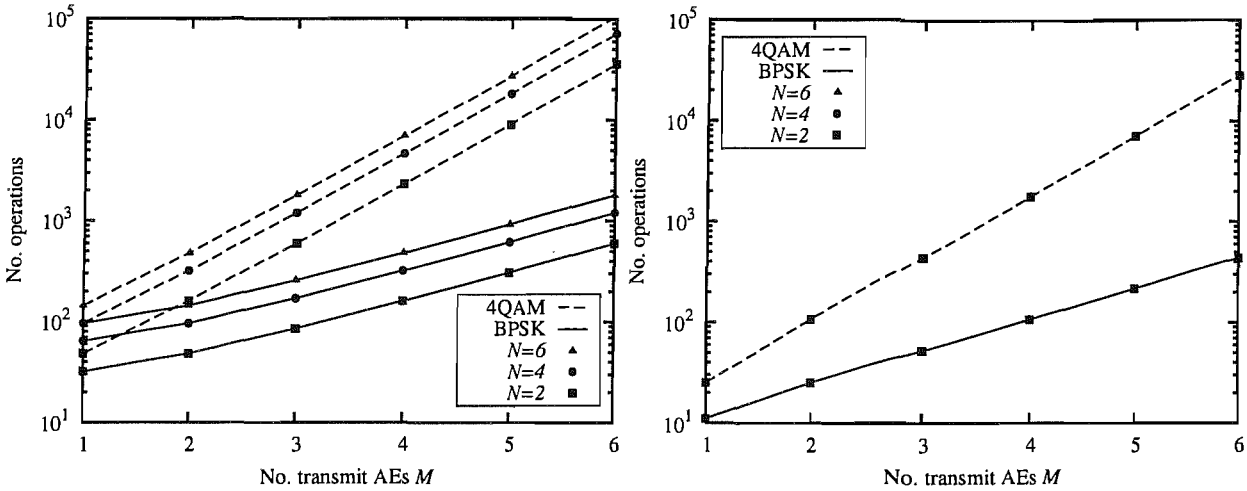 10^5
10^4
10^3
10^2
10^1
No. operations
4QAM
BPSK
N=6
N=4
N=2
1 2 3 4 5 6
No. transmit AEs M
10^5
10^5
10^4
10^3
10^2
10^1
No. operations
4QAM
BPSK
N=6
N=4
N=2
1 2 3 4 5 6
No. transmit AEs M